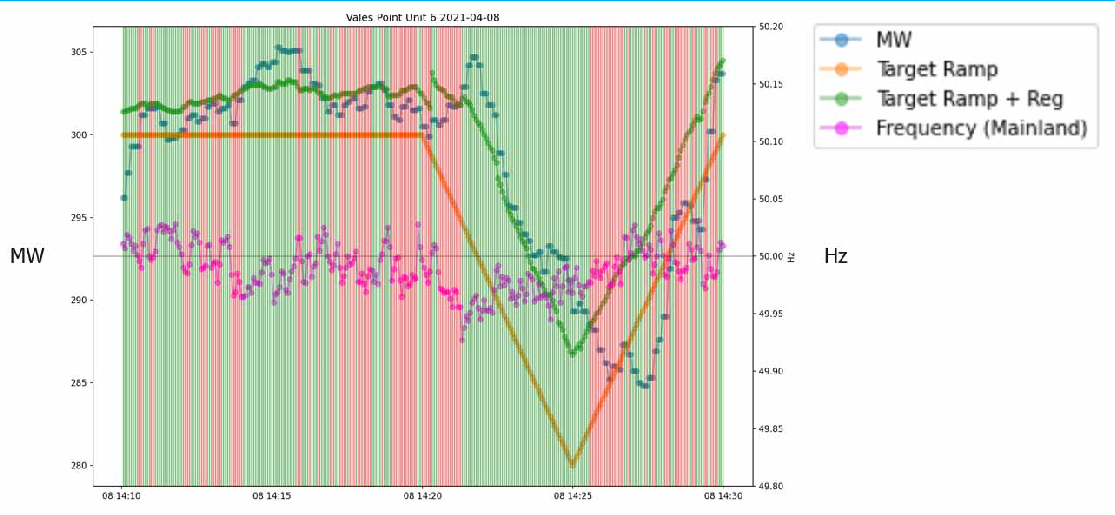 Vales Point Unit 6 2021-04-08
MW
Target Ramp
Target Ramp + Reg
Frequency (Mainland)
305
300
295
290
285
280
MW
50.20
50.15
50.10
50.05
50.00
49.95
49.90
49.85
49.80
Hz
Hz
08 14:10
08 14:15
08 14:20
08 14:25
08 14:30